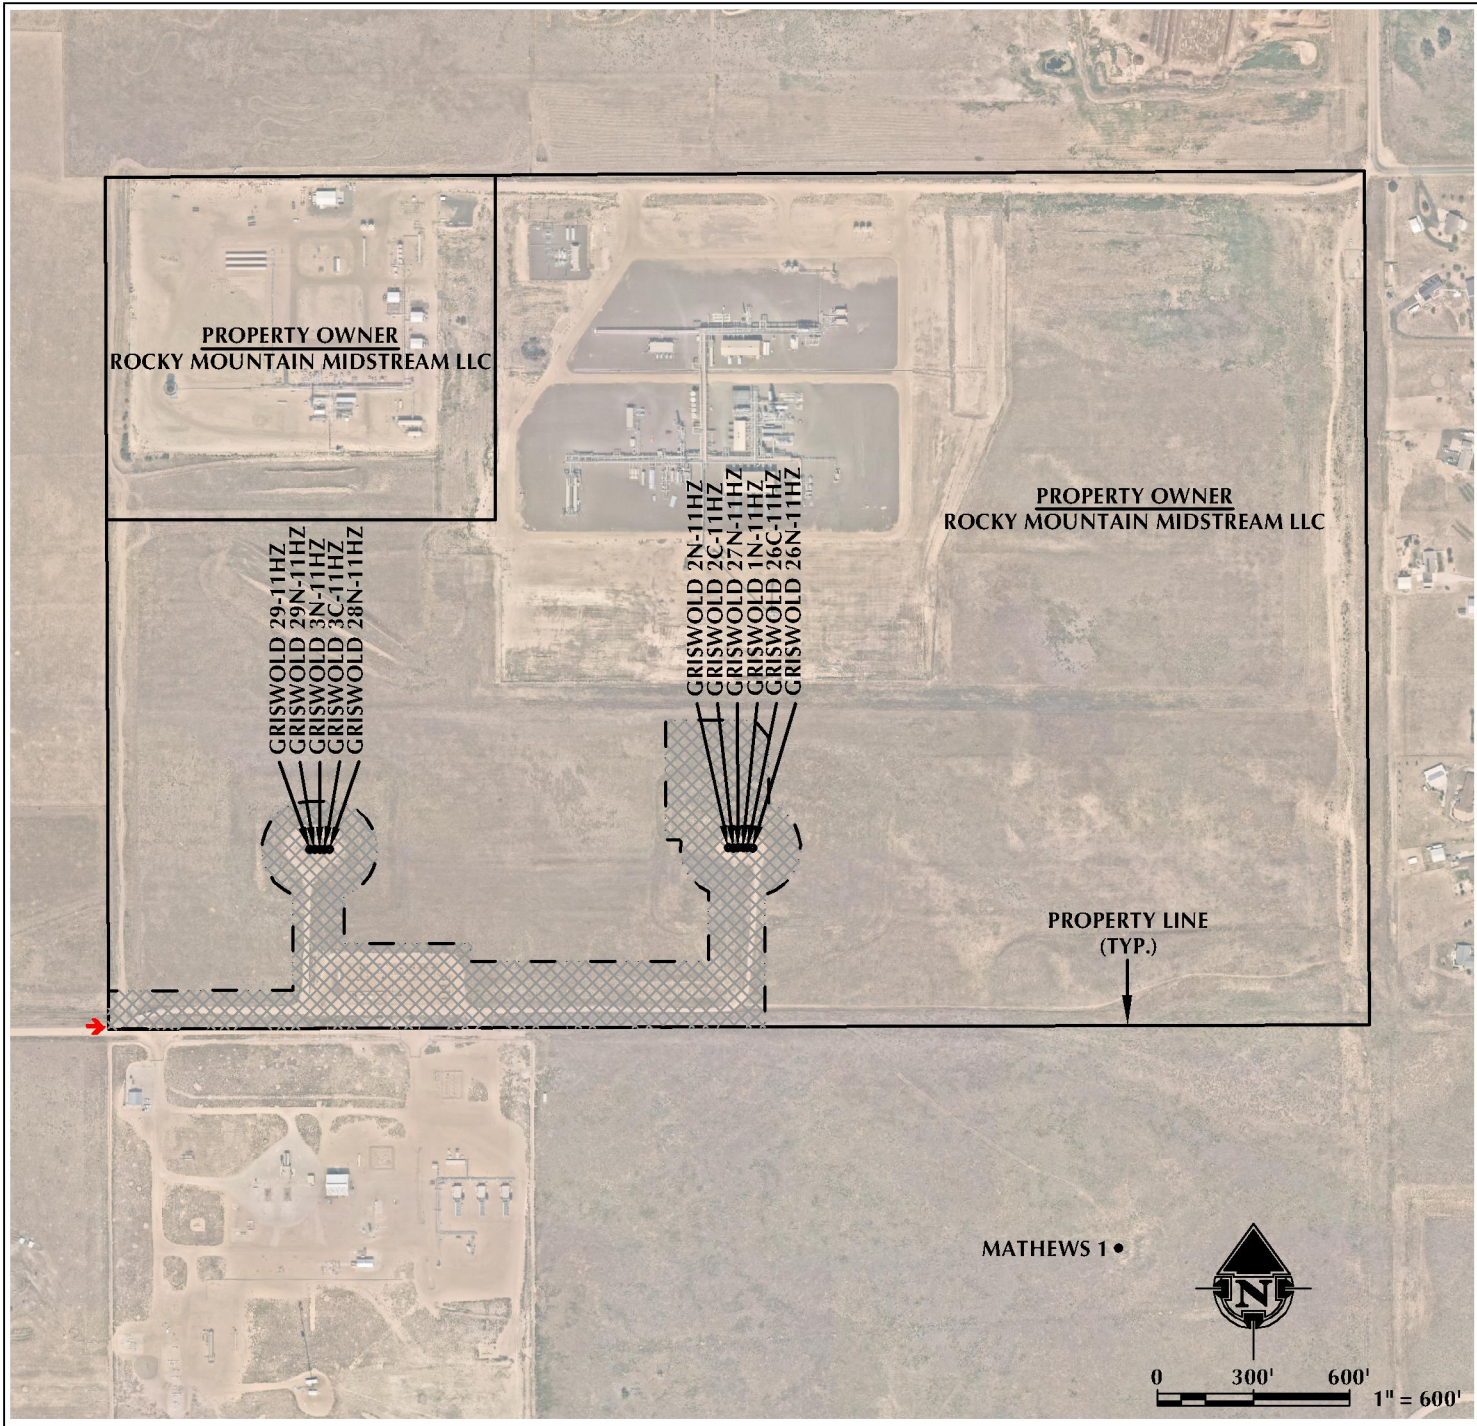 PROPERTY OWNER
ROCKY MOUNTAIN MIDSTREAM LLC
PROPERTY OWNER
ROCKY MOUNTAIN MIDSTREAM LLC
GRISWOLD 29-11HZ
GRISWOLD 29N-11HZ
GRISWOLD 3N-11HZ
GRISWOLD 3C-11HZ
GRISWOLD 28N-11HZ
GRISWOLD 2N-11HZ
GRISWOLD 2C-11HZ
GRISWOLD 27N-11HZ
GRISWOLD 1N-11HZ
GRISWOLD 26C-11HZ
GRISWOLD 26N-11HZ
PROPERTY LINE
(TYP.)
MATHEWS 1
N
0 300' 600'
1" = 600'